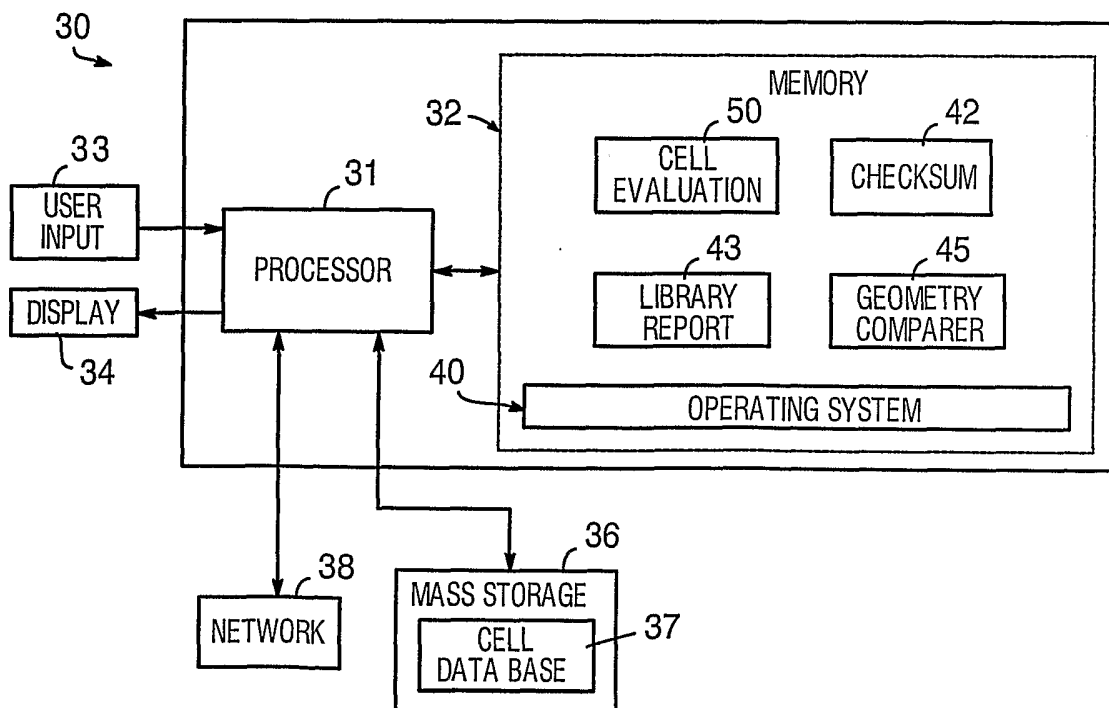 30
MEMORY
32
50
42
CELL
EVALUATION
CHECKSUM
33
31
USER
INPUT
PROCESSOR
43
45
LIBRARY
REPORT
GEOMETRY
COMPARER
DISPLAY
34
40
OPERATING SYSTEM
38
NETWORK
36
MASS STORAGE
37
CELL
DATA BASE